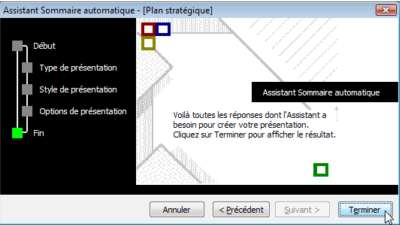 Assistant Sommaire automatique - [Plan stratégique]
Début
Type de présentation
Style de présentation
Options de présentation
Fin
Assistant Sommaire automatique
Voilà toutes les réponses dont l'Assistant a
besoin pour créer votre présentation.
Cliquez sur Terminer pour afficher le résultat.
Annuler
< Précédent
Suivant >
Terminer